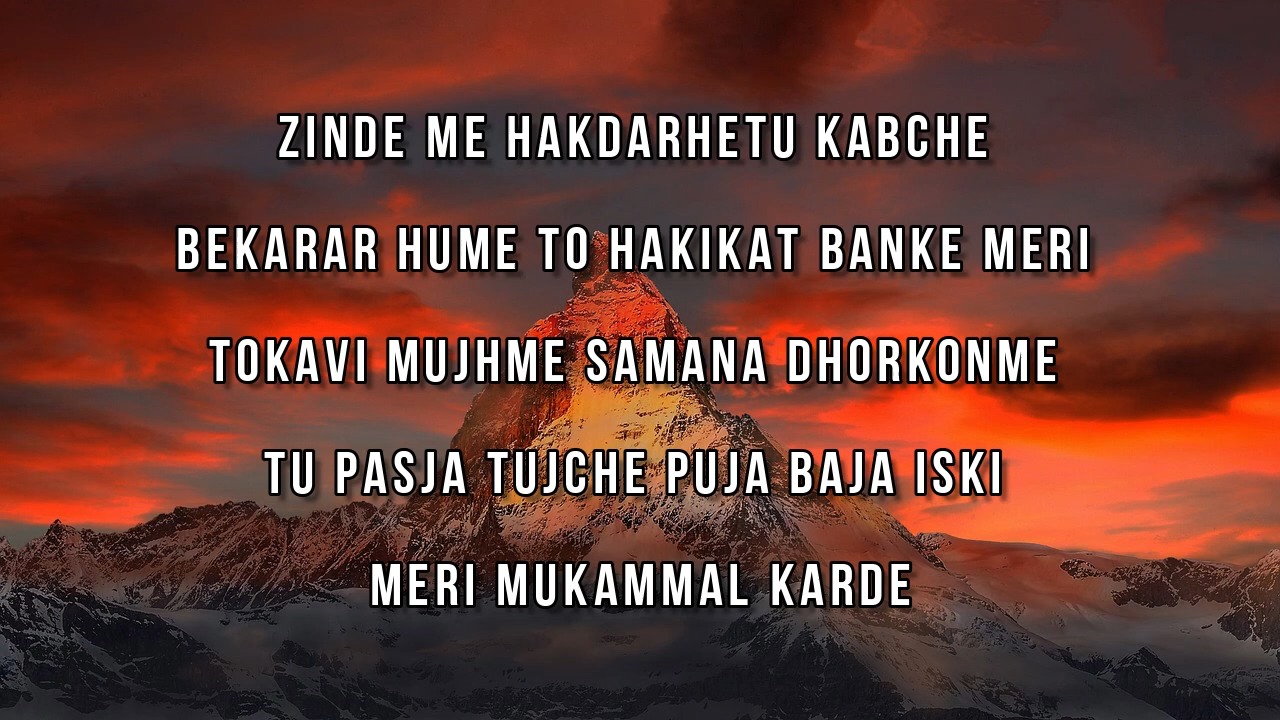 ZINDE ME HAKDARHETU KABCHE
BEKARAR HUME TO HAKIKAT BANKE MERI
TOKAVI MUJHME SAMANA DHORKONME
TU PASJA TUJCHE PUJA BAJA ISKI
MERI MUKAMMAL KARDE